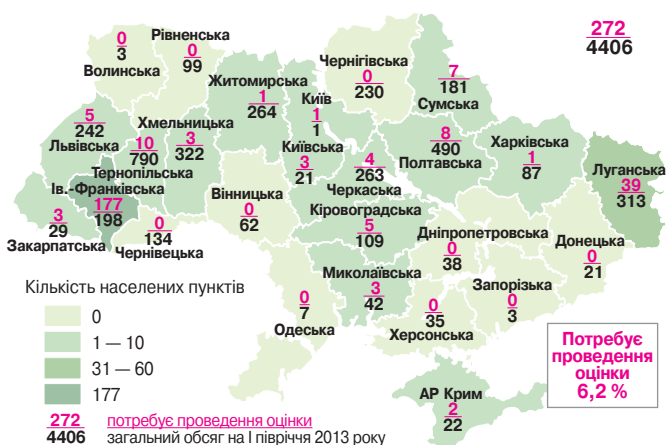 272
4406
0
3
Волинська
Рівненська
0
99
Житомирська
1
264
Київ
1
1
Чернігівська
0
230
7
181
Сумська
5
242
Львівська
10
790
Тернопільська
Хмельницька
3
322
Київська
3
21
4
263
Черкаська
8
490
Полтавська
Харківська
1
87
Луганська
39
313
Ів.-Франківська
177
198
3
29
Закарпатська
0
134
Чернівецька
Вінницька
0
62
Кіровоградська
5
109
Дніпропетровська
0
38
Донецька
0
21
Миколаївська
3
42
Запорізька
0
3
0
7
Одеська
0
35
Херсонська
АР Крим
2
22
Кількість населених пунктів
0
1 — 10
31 — 60
177
272 потребує проведення оцінки
4406 загальний обсяг на І півріччя 2013 року
Потребує
проведення
оцінки
6,2 %